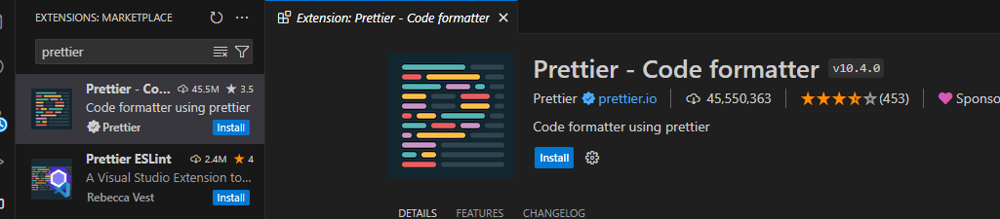 EXTENSIONS: MARKETPLACE
prettier
Prettier - Co... 45.5M 3.5
Code formatter using prettier
Prettier Install
Prettier ESLint 2.4M 4
A Visual Studio Extension to...
Rebecca Vest Install
Extension: Prettier - Code formatter
Prettier - Code formatter v10.4.0
Prettier prettier.io 45,550,363 (453) Sponso
Code formatter using prettier
Install
DETAILS FEATURES CHANGELOG